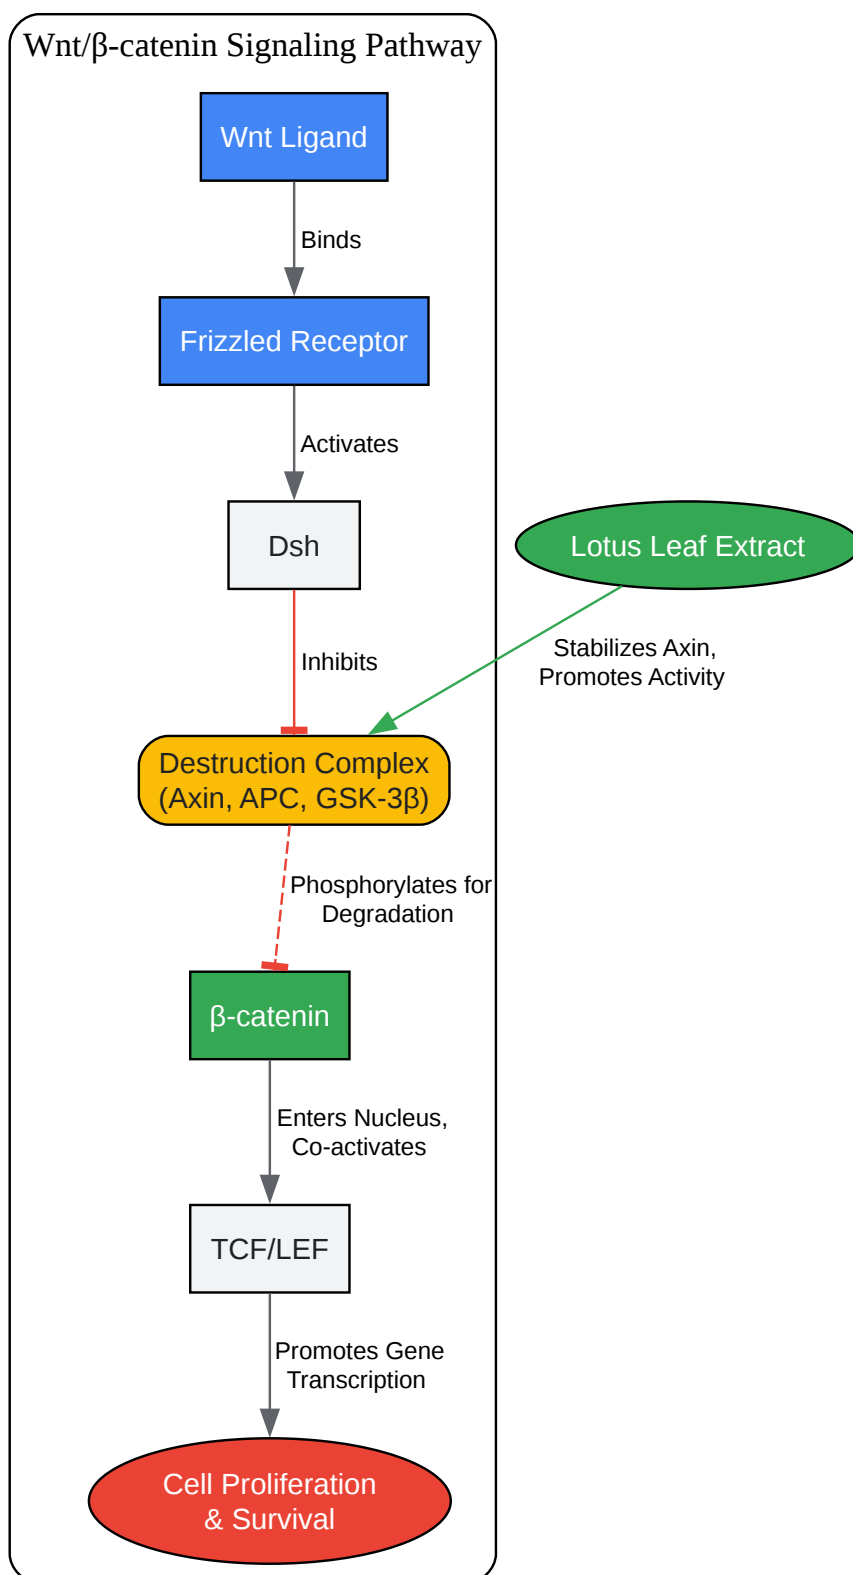 Wnt/β-catenin Signaling Pathway
Wnt Ligand
Binds
Frizzled Receptor
Activates
Dsh
Lotus Leaf Extract
Inhibits
Stabilizes Axin,
Promotes Activity
Destruction Complex
(Axin, APC, GSK-3β)
Phosphorylates for
Degradation
β-catenin
Enters Nucleus,
Co-activates
TCF/LEF
Promotes Gene
Transcription
Cell Proliferation
& Survival